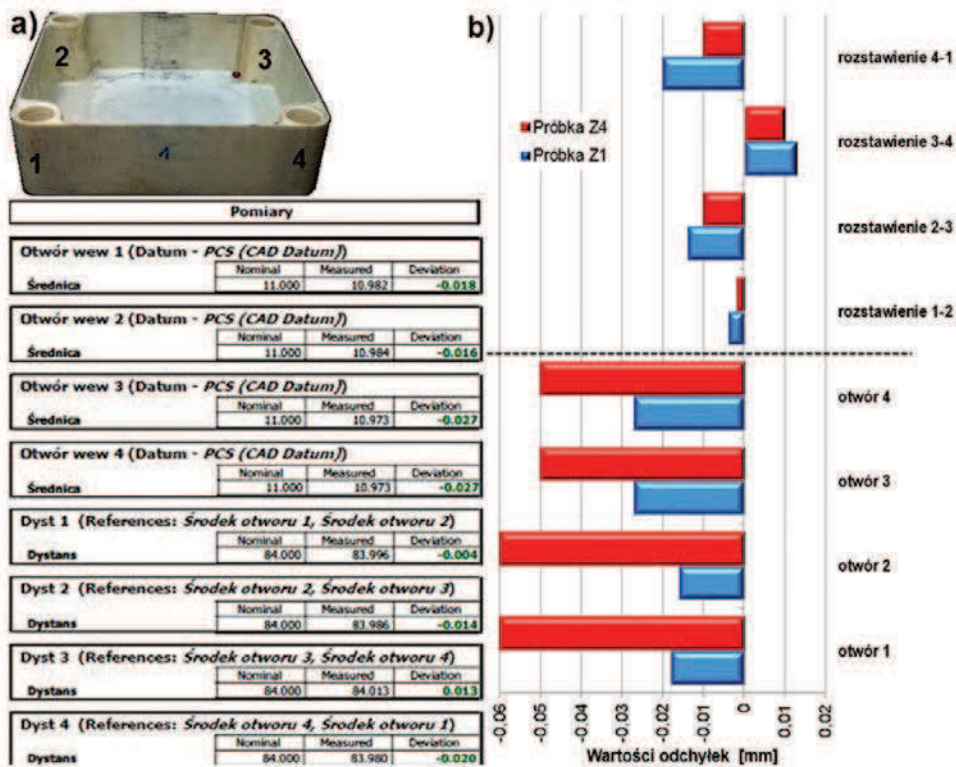 a)
2
3
1
1
4
Pomiary
Otwór wew 1 (Datum - PCS (CAD Datum))
Nominal Measured Deviation
Średnica 11.000 10.982 -0.018
Otwór wew 2 (Datum - PCS (CAD Datum))
Nominal Measured Deviation
Średnica 11.000 10.984 -0.016
Otwór wew 3 (Datum - PCS (CAD Datum))
Nominal Measured Deviation
Średnica 11.000 10.973 -0.027
Otwór wew 4 (Datum - PCS (CAD Datum))
Nominal Measured Deviation
Średnica 11.000 10.973 -0.027
Dyst 1 (References: Środek otworu 1, Środek otworu 2)
Nominal Measured Deviation
Dystans 84.000 83.996 -0.004
Dyst 2 (References: Środek otworu 2, Środek otworu 3)
Nominal Measured Deviation
Dystans 84.000 83.986 -0.014
Dyst 3 (References: Środek otworu 3, Środek otworu 4)
Nominal Measured Deviation
Dystans 84.000 84.013 0.013
Dyst 4 (References: Środek otworu 4, Środek otworu 1)
Nominal Measured Deviation
Dystans 84.000 83.980 -0.020
b)
Próbka Z4
Próbka Z1
rozstawienie 4-1
rozstawienie 3-4
rozstawienie 2-3
rozstawienie 1-2
otwór 4
otwór 3
otwór 2
otwór 1
-0.06 -0.05 -0.04 -0.03 -0.02 -0.01 0 0.01 0.02
Wartości odchyłek [mm]